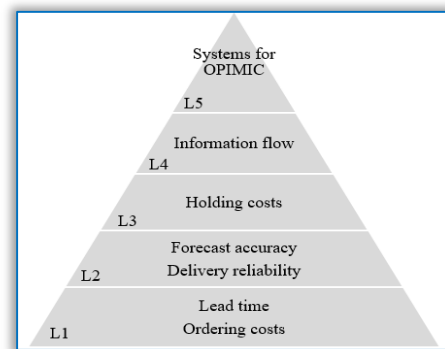 Systems for
OPIMIC
L5
Information flow
L4
Holding costs
L3
Forecast accuracy
Delivery reliability
L2
Lead time
Ordering costs
L1